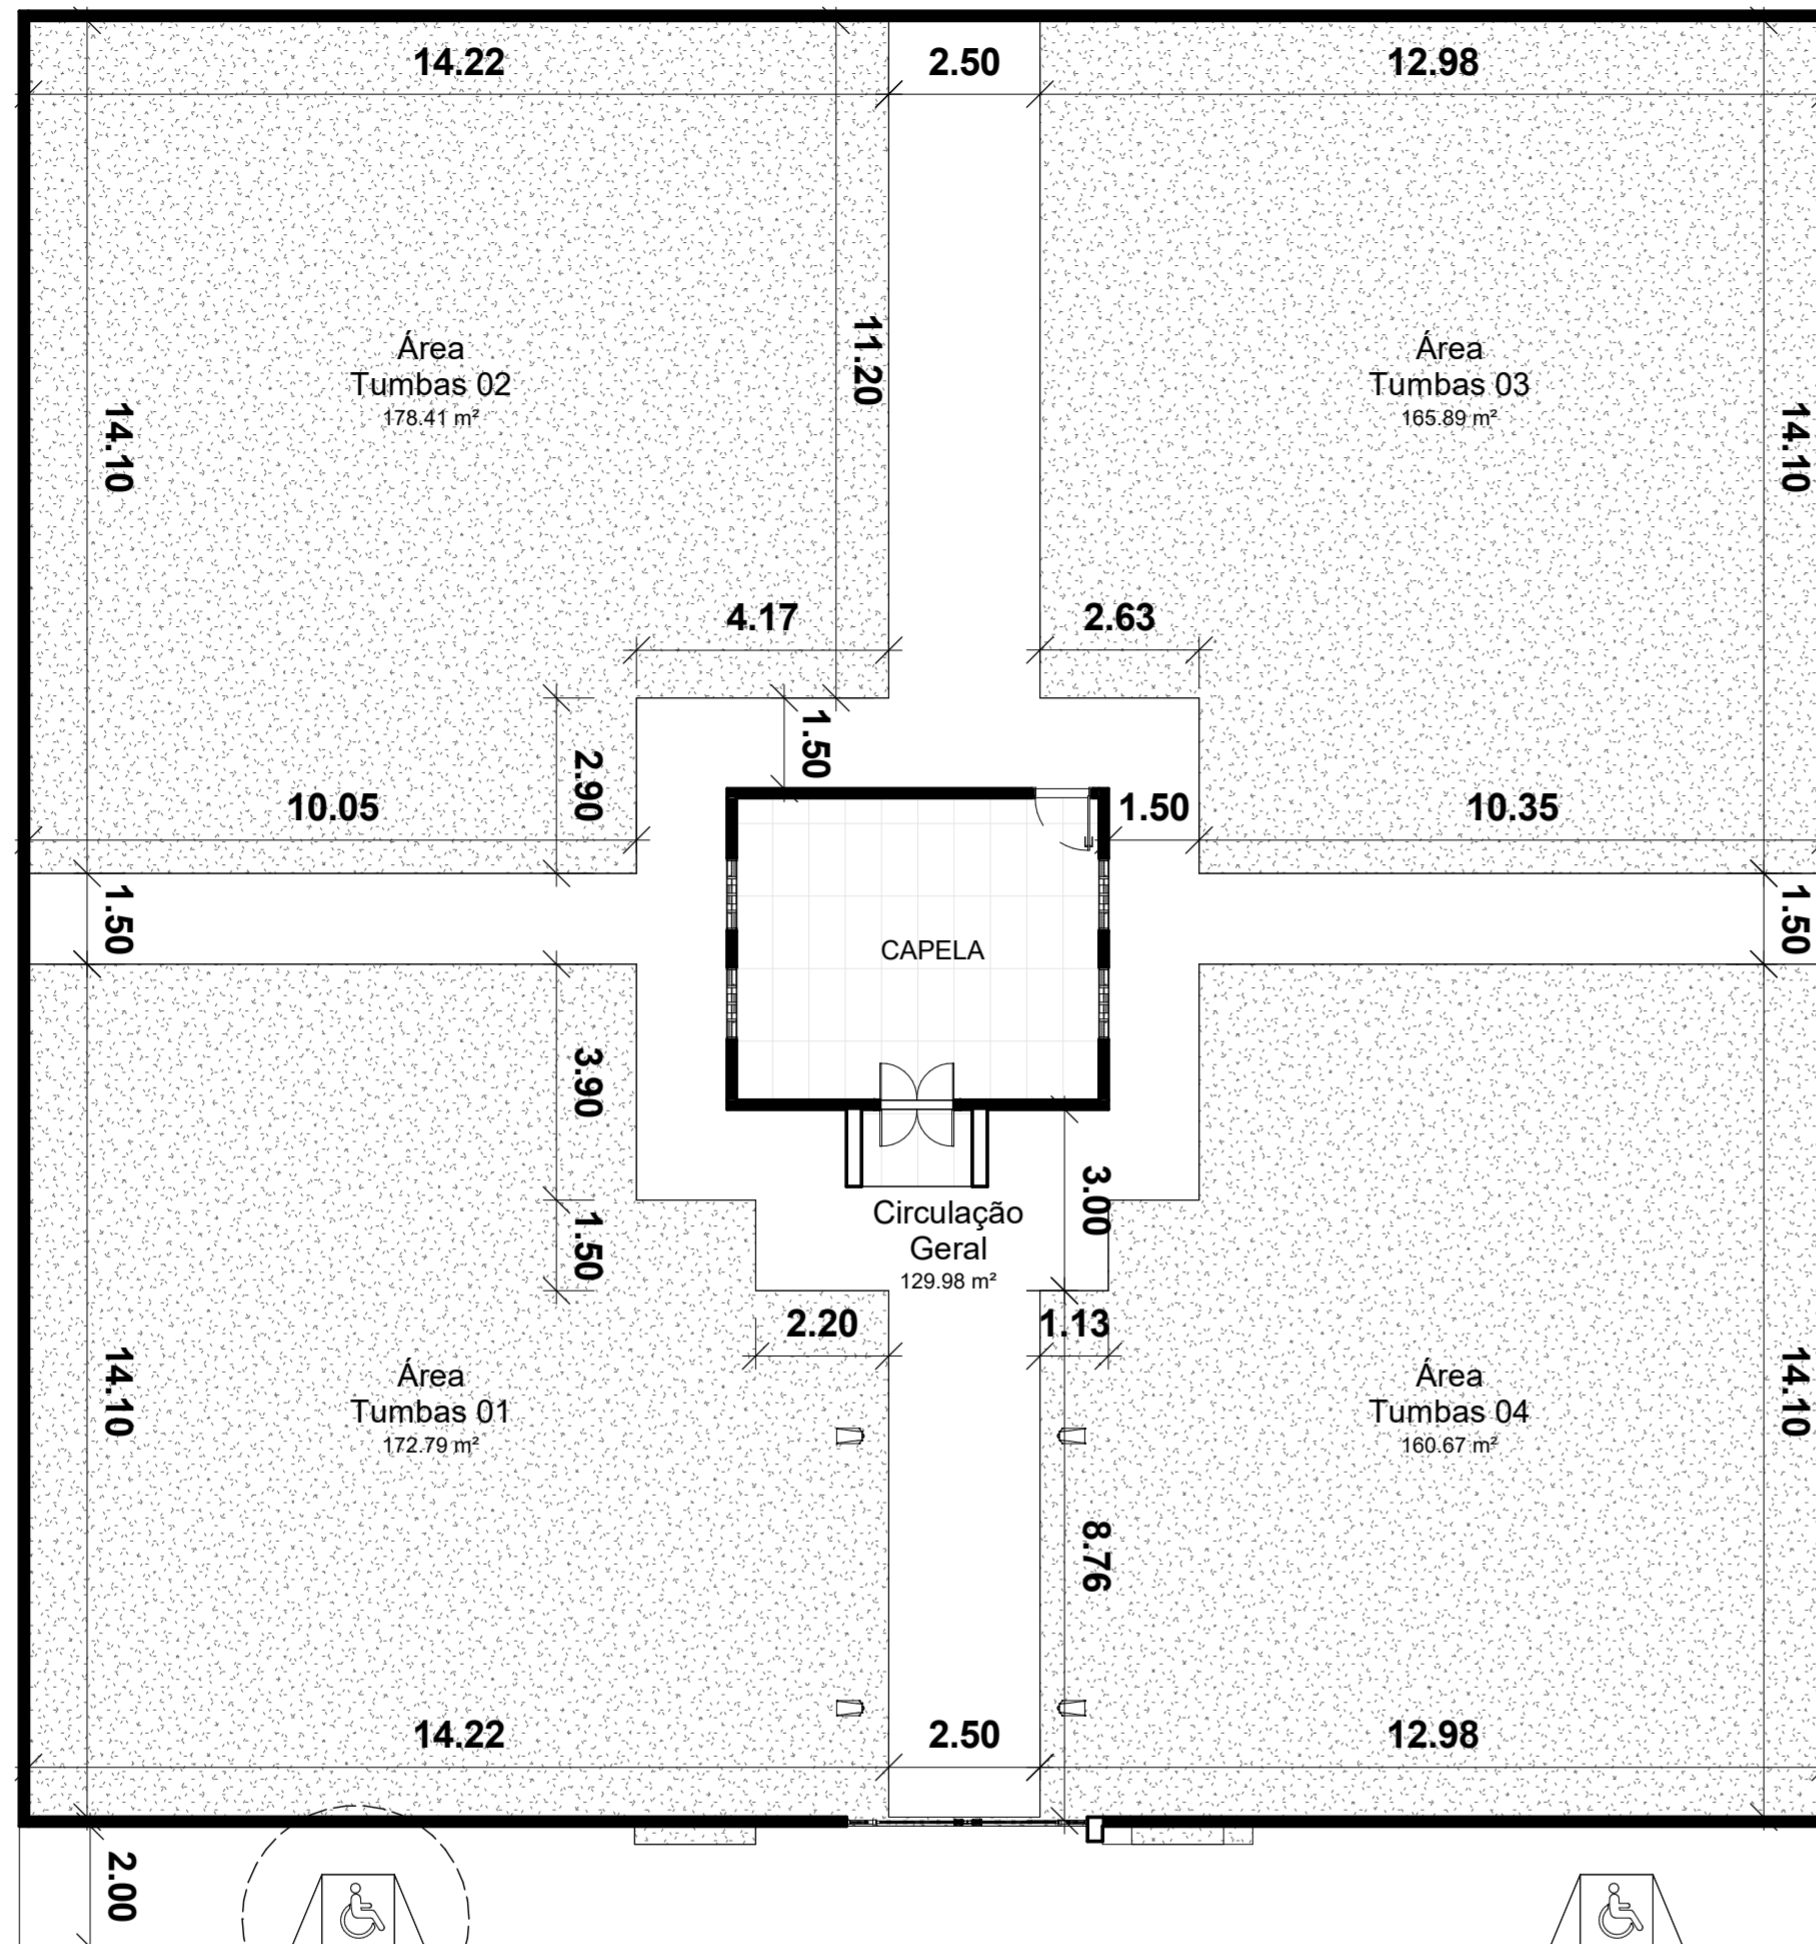 14.22
2.50
12.98
Área
Tumbas 02
178.41 m²
11.20
Área
Tumbas 03
165.89 m²
14.10
14.10
4.17
2.63
1.50
2.90
10.05
1.50
10.35
1.50
1.50
CAPELA
3.90
3.00
1.50
Circulação
Geral
129.98 m²
2.20
1.13
Área
Tumbas 01
172.79 m²
14.10
Área
Tumbas 04
160.67 m²
14.10
8.76
14.22
2.50
12.98
2.00